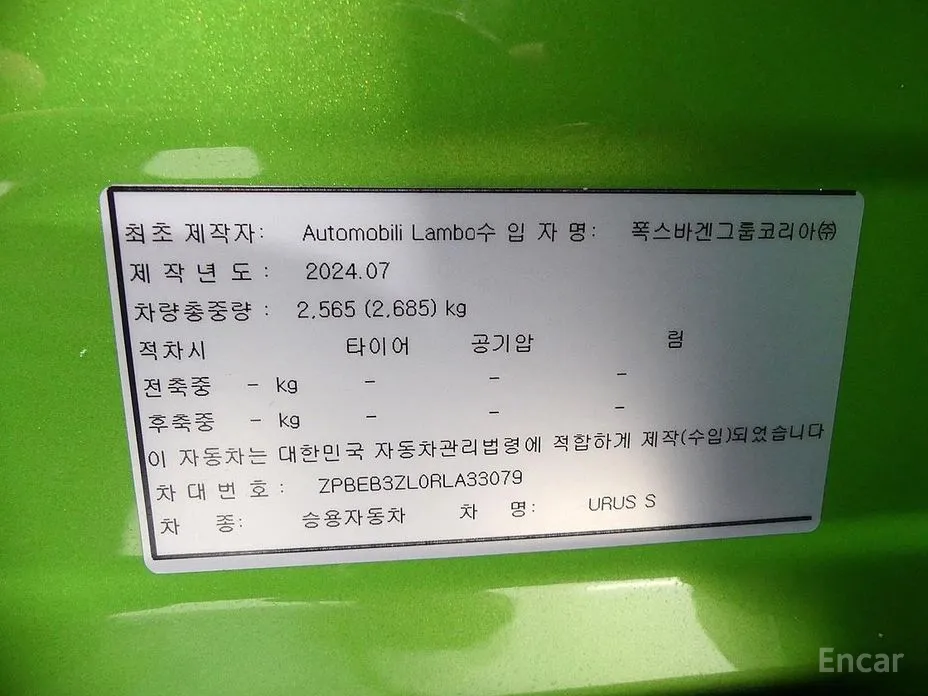 최초 제작자: Automobili Lambo수 입 자 명: 폭스바겐그룹코리아㈜
제 작 년 도 : 2024.07
차량총중량 : 2,565 (2,685) kg
적차시 타이어 공기압 림
전축중 - kg - - -
후축중 - kg - - -
이 자동차는 대한민국 자동차관리법령에 적합하게 제작(수입)되었습니다
차 대 번 호 : ZPBEB3ZL0RLA33079
차 종: 승용자동차 차 명: URUS S
Encar